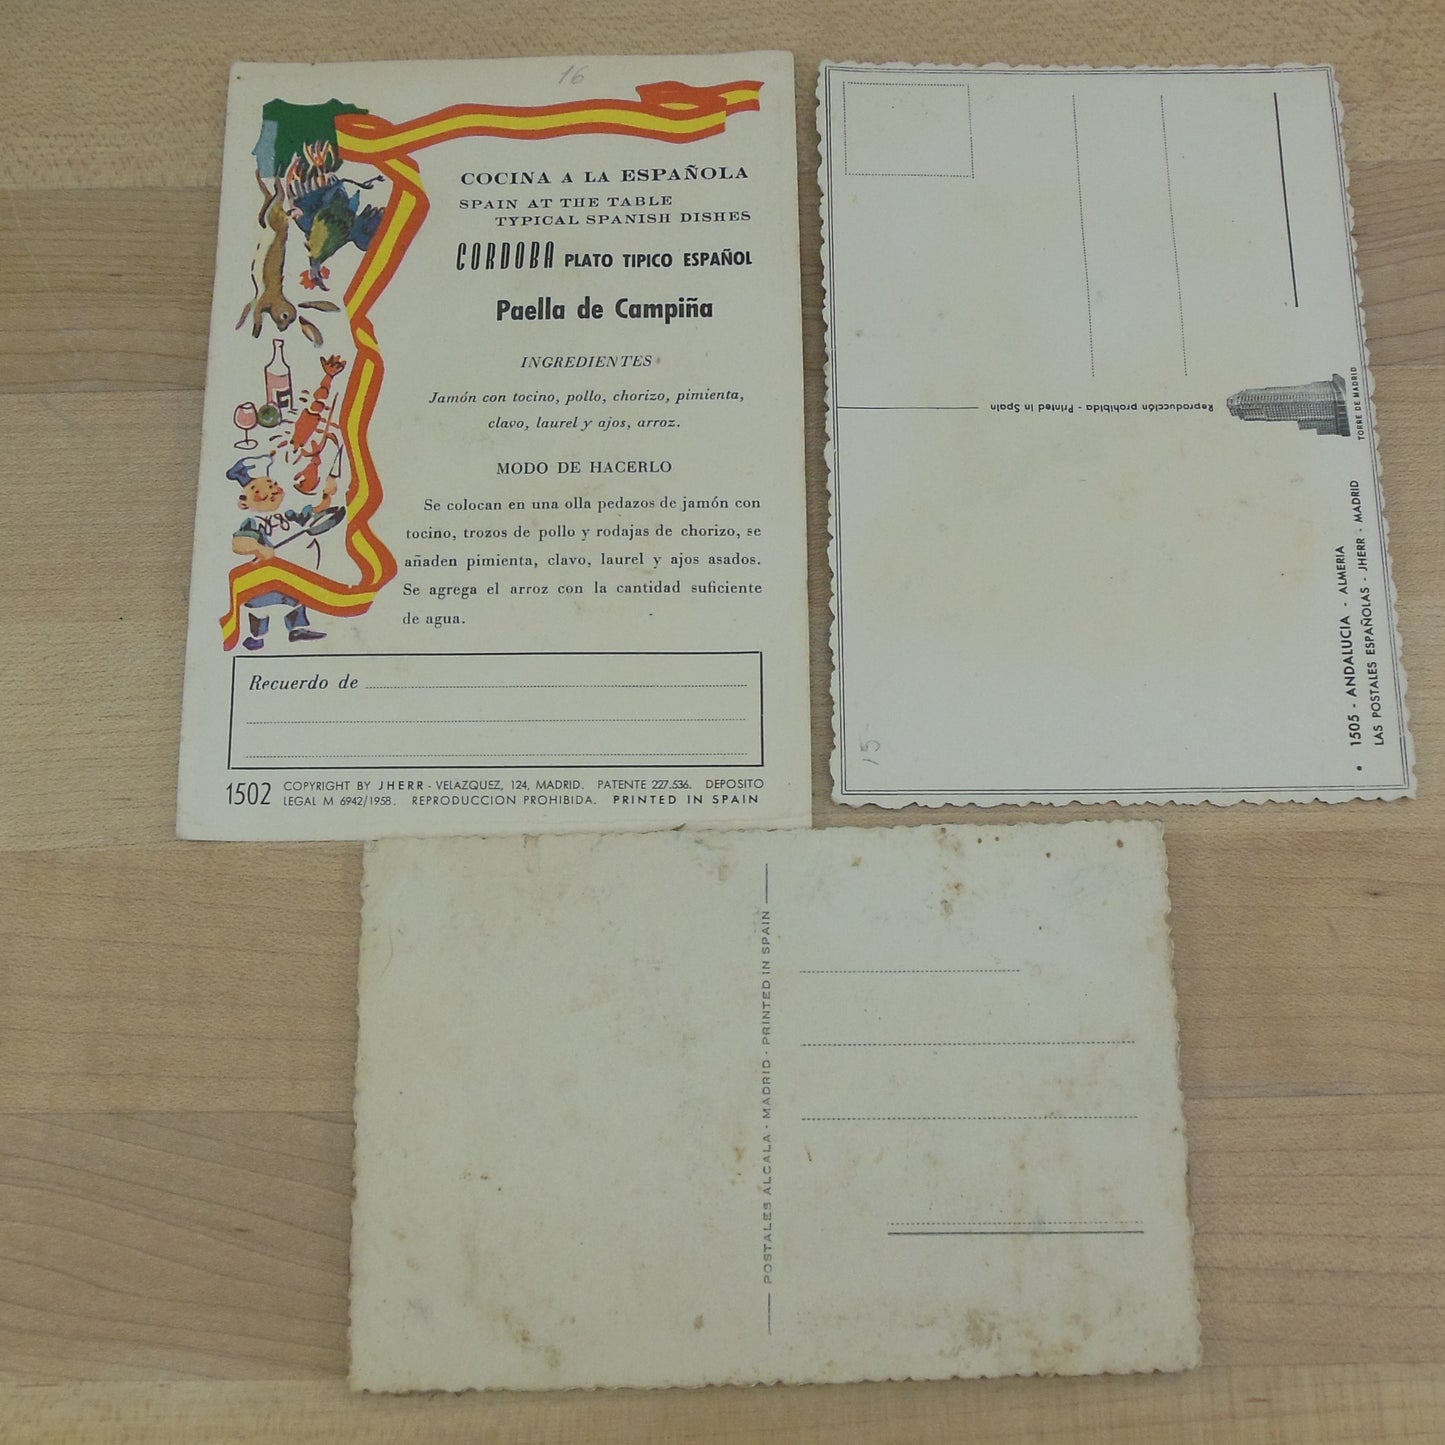 16
COCINA A LA ESPAÑOLA
SPAIN AT THE TABLE
TYPICAL SPANISH DISHES
CORDOBA PLATO TIPICO ESPAÑOL
Paella de Campiña
INGREDIENTES
Jamón con tocino, pollo, chorizo, pimienta,
clavo, laurel y ajos, arroz.
MODO DE HACERLO
Se colocan en una olla pedazos de jamón con
tocino, trozos de pollo y rodajas de chorizo, se
añaden pimienta, clavo, laurel y ajos asados.
Se agrega el arroz con la cantidad suficiente
de agua.
Recuerdo de
1502 COPYRIGHT BY JHERR - VELAZQUEZ, 124, MADRID. PATENTE 227.536. DEPOSITO
LEGAL M 6942/1958. REPRODUCCION PROHIBIDA. PRINTED IN SPAIN
Reproducción prohibida - Printed in Spain
TORRE DE MADRID
1505 - ANDALUCIA - ALMERIA
LAS POSTALES ESPAÑOLAS - JHERR - MADRID
15
POSTALES ALCALA - MADRID - PRINTED IN SPAIN